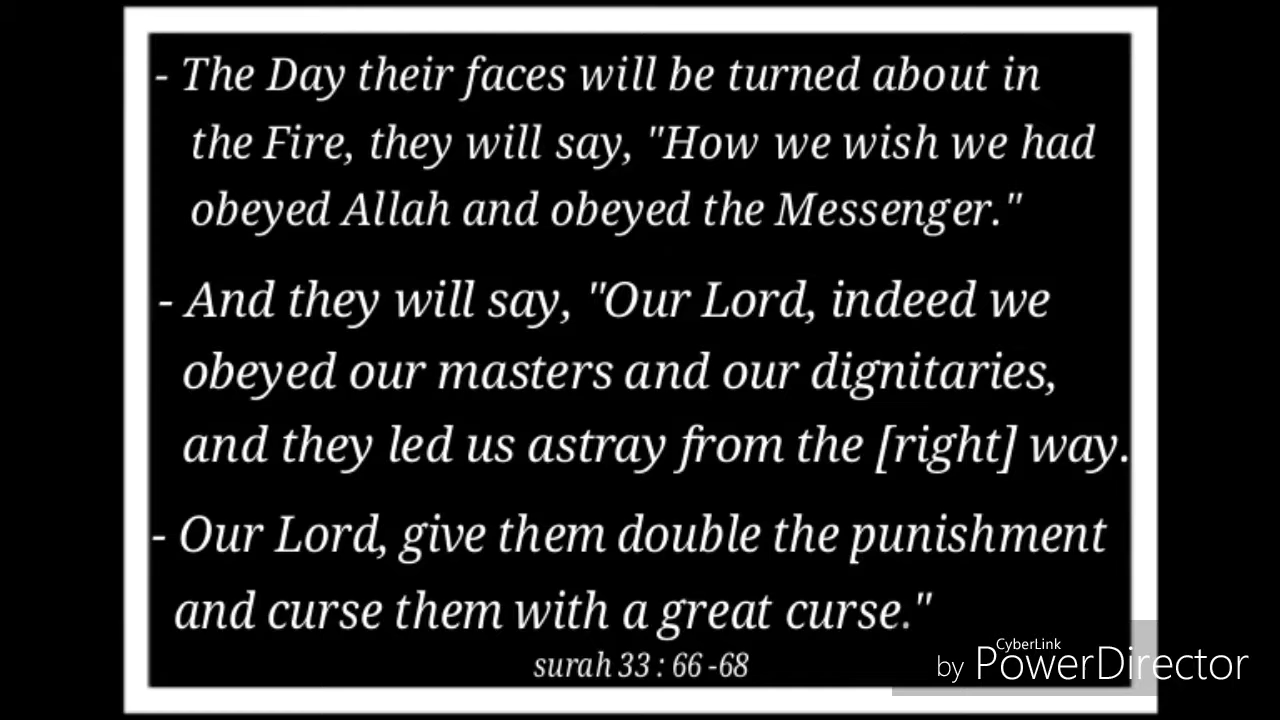 - The Day their faces will be turned about in
the Fire, they will say, "How we wish we had
obeyed Allah and obeyed the Messenger."
- And they will say, "Our Lord, indeed we
obeyed our masters and our dignitaries,
and they led us astray from the [right] way.
- Our Lord, give them double the punishment
and curse them with a great curse."
surah 33 : 66 -68
CyberLink
by PowerDirector